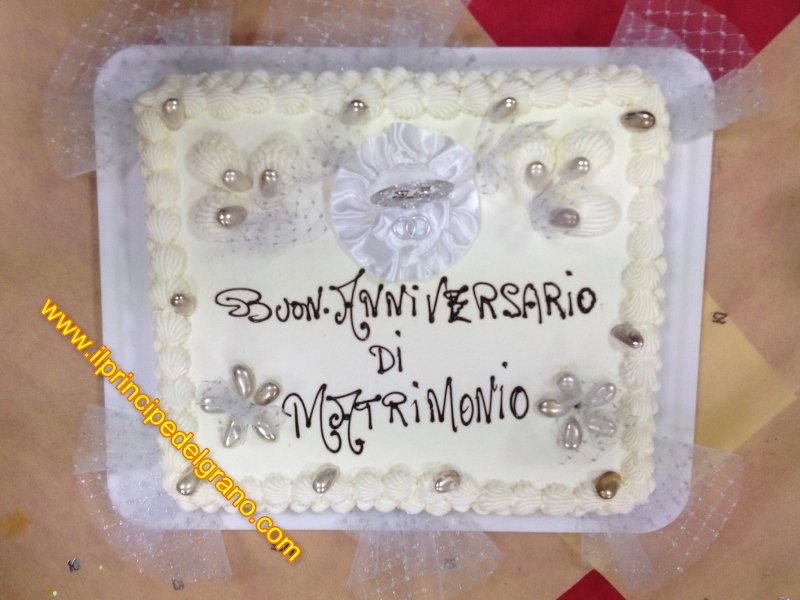 BUON. ANNIVERSARIO
DI
MATRIMONIO
www.ilprincipedelgrano.com